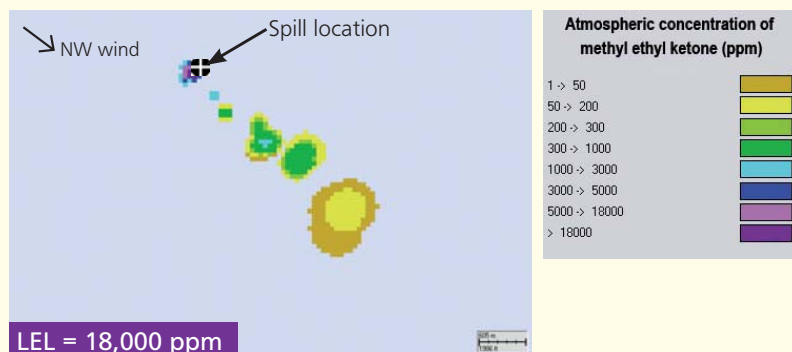 NW wind
Spill location
LEL = 18,000 ppm
Atmospheric concentration of
methyl ethyl ketone (ppm)
1 -> 50
50 -> 200
200 -> 300
300 -> 1000
1000 -> 3000
3000 -> 5000
5000 -> 18000
> 18000